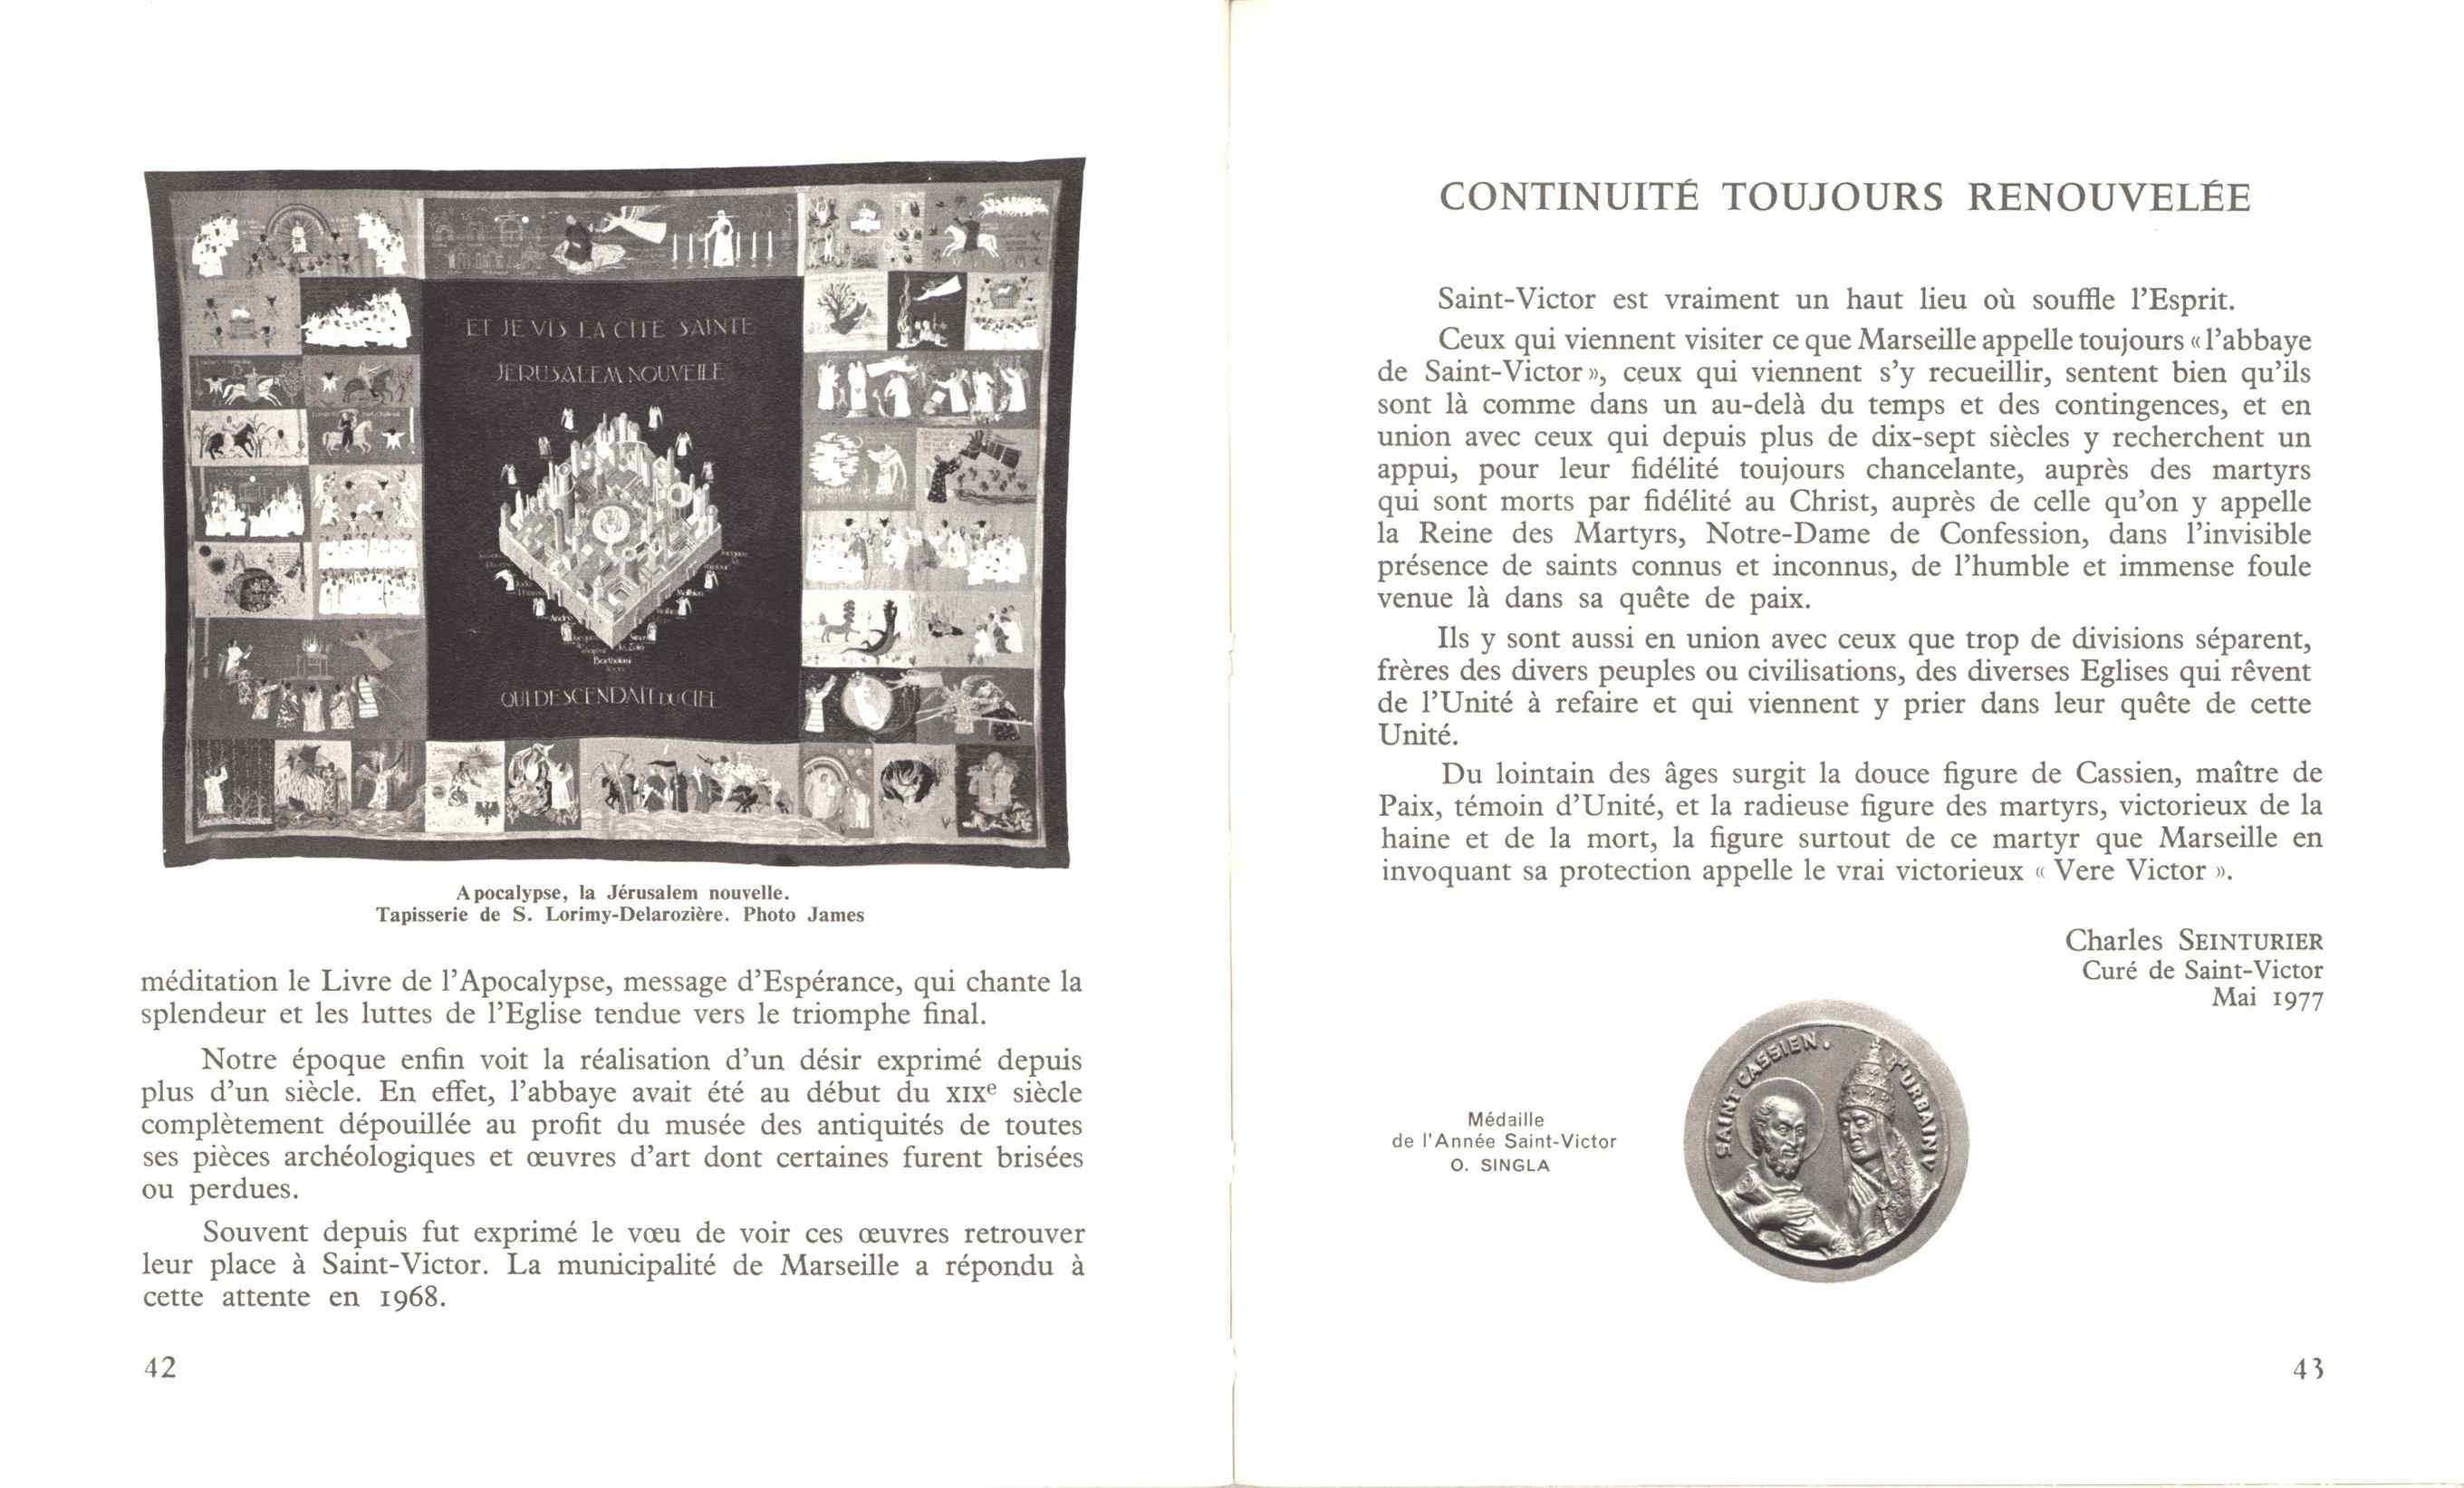 ET JE VIS LA CITE SAINTE
JERUSALEM NOUVELLE
André
QUI DESCENDAIT DU CIEL
Apocalypse, la Jérusalem nouvelle.
Tapisserie de S. Lorimy-Delarozière. Photo James
méditation le Livre de l'Apocalypse, message d'Espérance, qui chante la
splendeur et les luttes de l'Eglise tendue vers le triomphe final.
Notre époque enfin voit la réalisation d'un désir exprimé depuis
plus d'un siècle. En effet, l'abbaye avait été au début du XIXe siècle
complètement dépouillée au profit du musée des antiquités de toutes
ses pièces archéologiques et œuvres d'art dont certaines furent brisées
ou perdues.
Souvent depuis fut exprimé le vœu de voir ces œuvres retrouver
leur place à Saint-Victor. La municipalité de Marseille a répondu à
cette attente en 1968.
42
CONTINUITÉ TOUJOURS RENOUVELÉE
Saint-Victor est vraiment un haut lieu où souffle l'Esprit.
Ceux qui viennent visiter ce que Marseille appelle toujours « l'abbaye
de Saint-Victor », ceux qui viennent s'y recueillir, sentent bien qu'ils
sont là comme dans un au-delà du temps et des contingences, et en
union avec ceux qui depuis plus de dix-sept siècles y recherchent un
appui, pour leur fidélité toujours chancelante, auprès des martyrs
qui sont morts par fidélité au Christ, auprès de celle qu'on y appelle
la Reine des Martyrs, Notre-Dame de Confession, dans l'invisible
présence de saints connus et inconnus, de l'humble et immense foule
venue là dans sa quête de paix.
Ils y sont aussi en union avec ceux que trop de divisions séparent,
frères des divers peuples ou civilisations, des diverses Eglises qui rêvent
de l'Unité à refaire et qui viennent y prier dans leur quête de cette
Unité.
Du lointain des âges surgit la douce figure de Cassien, maître de
Paix, témoin d'Unité, et la radieuse figure des martyrs, victorieux de la
haine et de la mort, la figure surtout de ce martyr que Marseille en
invoquant sa protection appelle le vrai victorieux « Vere Victor ».
Charles SEINTURIER
Curé de Saint-Victor
Mai 1977
Médaille
de l'Année Saint-Victor
O. SINGLA
SAINT CASSIEN.
URBAIN V
43